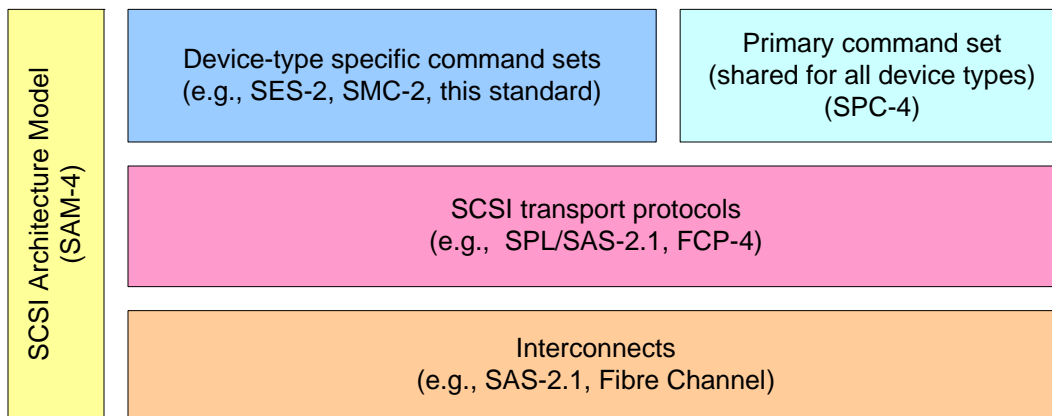 SCSI Architecture Model
(SAM-4)
Device-type specific command sets
(e.g., SES-2, SMC-2, this standard)
Primary command set
(shared for all device types)
(SPC-4)
SCSI transport protocols
(e.g., SPL/SAS-2.1, FCP-4)
Interconnects
(e.g., SAS-2.1, Fibre Channel)